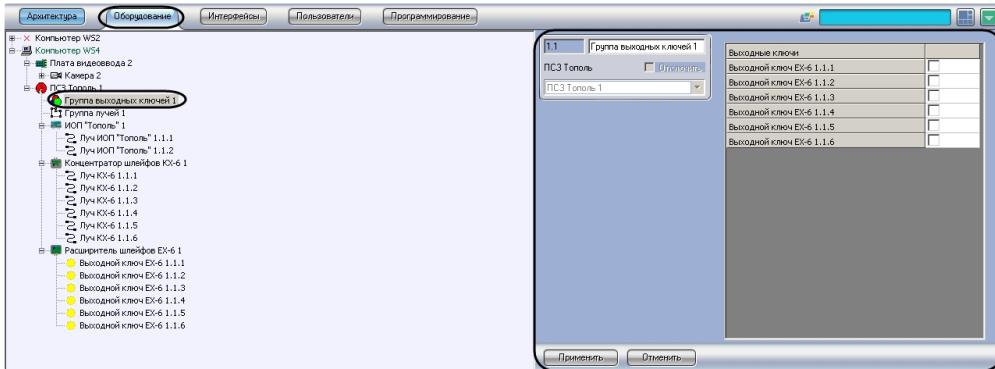 Архитектура Оборудование Интерфейсы Пользователи Программирование
Компьютер WS2
Компьютер WS4
Плата видеоввода 2
Камера 2
ПСЗ Тополь 1
Группа выходных ключей 1
Группа лучей 1
ИОП "Тополь" 1
Луч ИОП "Тополь" 1.1.1
Луч ИОП "Тополь" 1.1.2
Концентратор шлейфов КХ-6 1
Луч КХ-6 1.1.1
Луч КХ-6 1.1.2
Луч КХ-6 1.1.3
Луч КХ-6 1.1.4
Луч КХ-6 1.1.5
Луч КХ-6 1.1.6
Расширитель шлейфов ЕХ-6 1
Выходной ключ ЕХ-6 1.1.1
Выходной ключ ЕХ-6 1.1.2
Выходной ключ ЕХ-6 1.1.3
Выходной ключ ЕХ-6 1.1.4
Выходной ключ ЕХ-6 1.1.5
Выходной ключ ЕХ-6 1.1.6
1.1 Группа выходных ключей 1
ПСЗ Тополь Отключить
ПСЗ Тополь 1
Выходные ключи
Выходной ключ ЕХ-6 1.1.1
Выходной ключ ЕХ-6 1.1.2
Выходной ключ ЕХ-6 1.1.3
Выходной ключ ЕХ-6 1.1.4
Выходной ключ ЕХ-6 1.1.5
Выходной ключ ЕХ-6 1.1.6
Применить Отменить